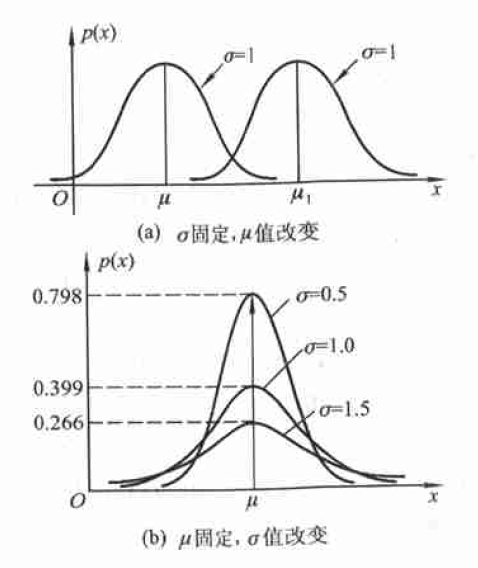 p(x)
σ=1
σ=1
O
μ
μ₁
x
(a) σ固定,μ值改变
p(x)
0.798
σ=0.5
σ=1.0
0.399
σ=1.5
0.266
O
μ
x
(b) μ固定, σ值改变